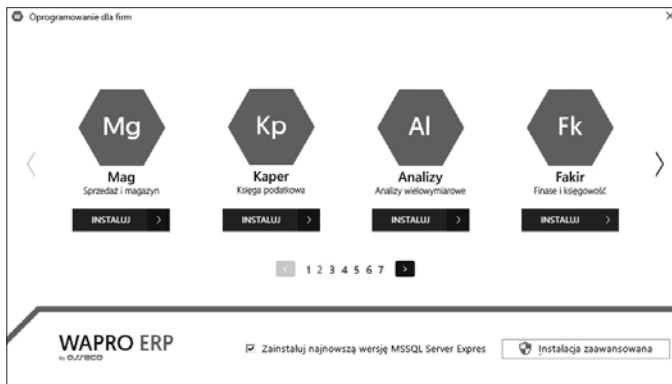 Oprogramowanie dla firm
Mg
Kp
Al
Fk
Mag
Kaper
Analizy
Fakir
Sprzedaż i magazyn
Księga podatkowa
Analizy wielowymiarowe
Finase i księgowość
INSTALUJ
INSTALUJ
INSTALUJ
INSTALUJ
1 2 3 4 5 6 7
WAPRO ERP
by asseco
Zainstaluj najnowszą wersję MSSQL Server Expres
Instalacja zaawansowana